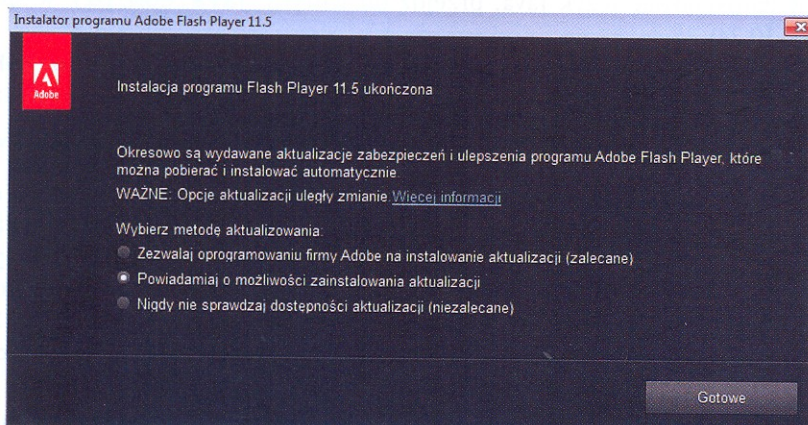 Instalator programu Adobe Flash Player 11.5
Adobe
Instalacja programu Flash Player 11.5 ukończona
Okresowo są wydawane aktualizacje zabezpieczeń i ulepszenia programu Adobe Flash Player, które
można pobierać i instalować automatycznie.
WAŻNE: Opcje aktualizacji uległy zmianie. Więcej informacji
Wybierz metodę aktualizowania:
Zezwalaj oprogramowaniu firmy Adobe na instalowanie aktualizacji (zalecane)
Powiadamiaj o możliwości zainstalowania aktualizacji
Nigdy nie sprawdzaj dostępności aktualizacji (niezalecane)
Gotowe